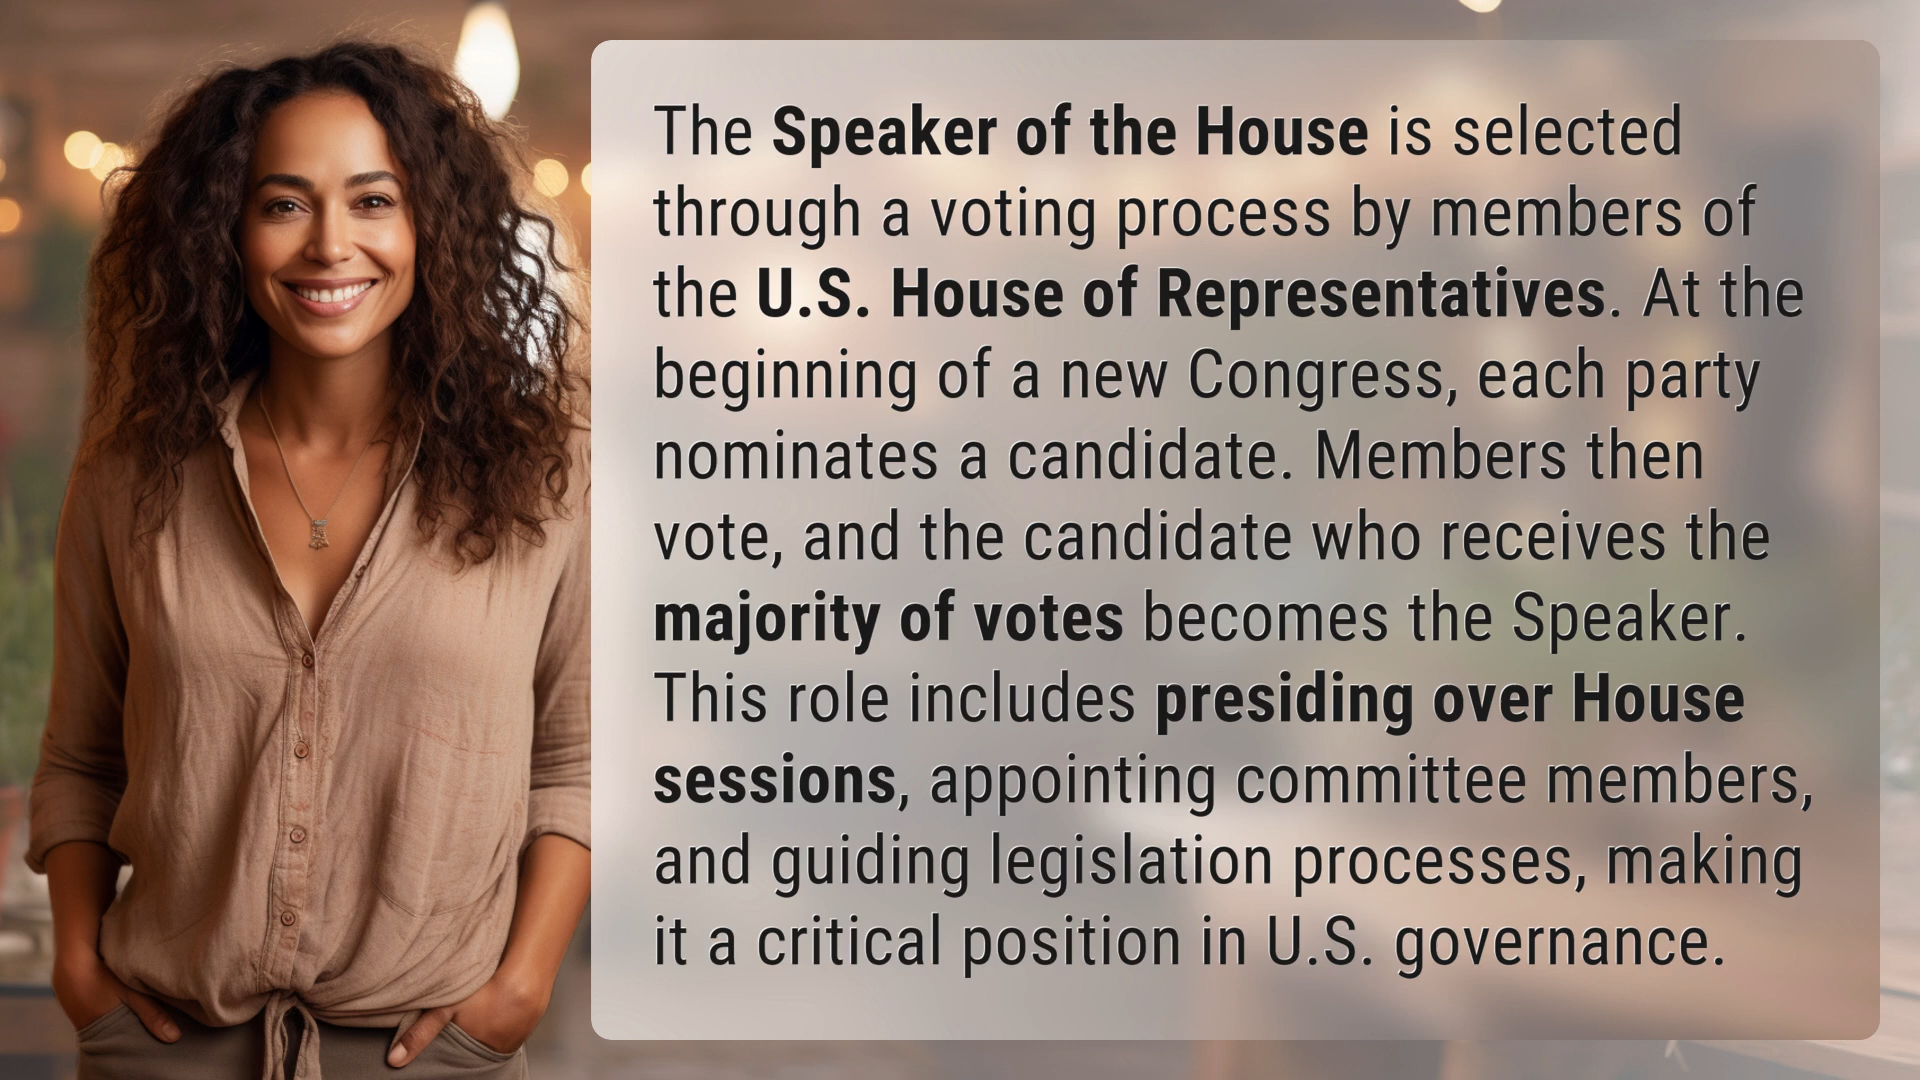 The Speaker of the House is selected
through a voting process by members of
the U.S. House of Representatives. At the
beginning of a new Congress, each party
nominates a candidate. Members then
vote, and the candidate who receives the
majority of votes becomes the Speaker.
This role includes presiding over House
sessions, appointing committee members,
and guiding legislation processes, making
it a critical position in U.S. governance.